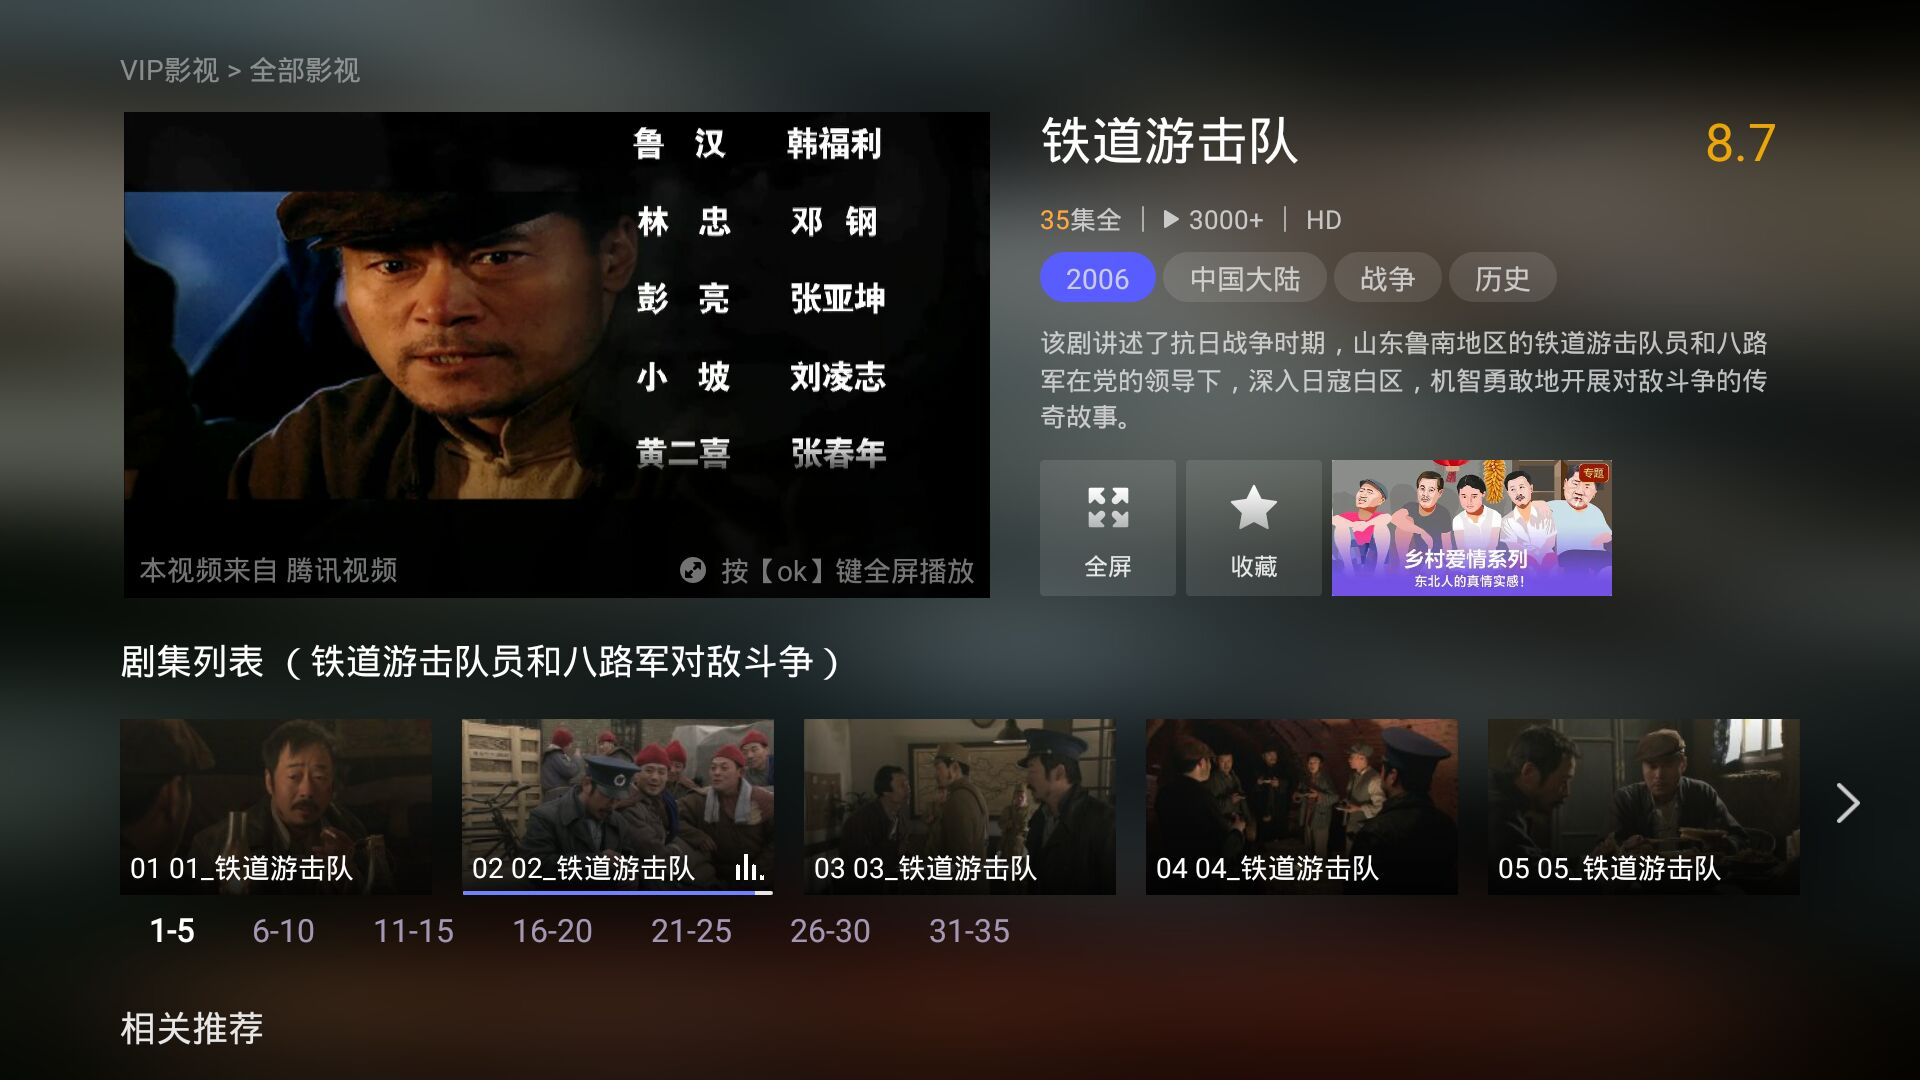 VIP影视 > 全部影视
鲁 汉 韩福利
林 忠 邓 钢
彭 亮 张亚坤
小 坡 刘凌志
黄二喜 张春年
本视频来自 腾讯视频
按【ok】键全屏播放
铁道游击队
8.7
35集全 | 3000+ | HD
2006 中国大陆 战争 历史
该剧讲述了抗日战争时期，山东鲁南地区的铁道游击队员和八路
军在党的领导下，深入日寇白区，机智勇敢地开展对敌斗争的传
奇故事。
全屏
收藏
专题
乡村爱情系列
东北人的真情实感!
剧集列表（铁道游击队员和八路军对敌斗争）
01 01_铁道游击队
02 02_铁道游击队
03 03_铁道游击队
04 04_铁道游击队
05 05_铁道游击队
1-5 6-10 11-15 16-20 21-25 26-30 31-35
相关推荐